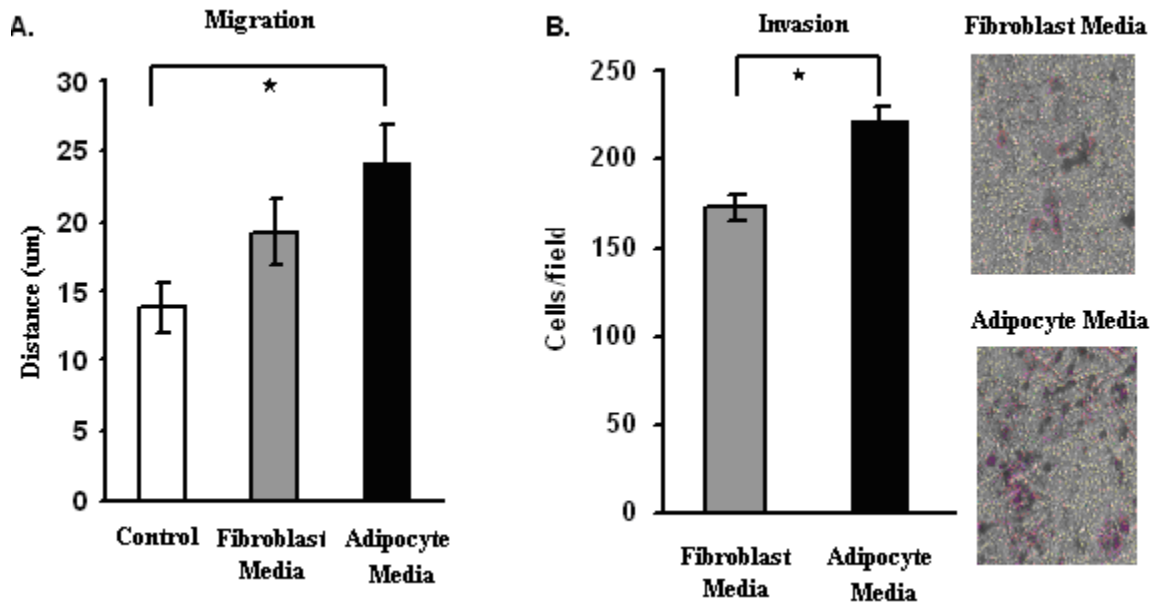 A.
Migration
30
25
20
15
10
5
0
Distance (um)
★
Control
Fibroblast
Media
Adipocyte
Media
B.
Invasion
250
200
150
100
50
0
Cells/field
★
Fibroblast
Media
Adipocyte
Media
Fibroblast Media
Adipocyte Media